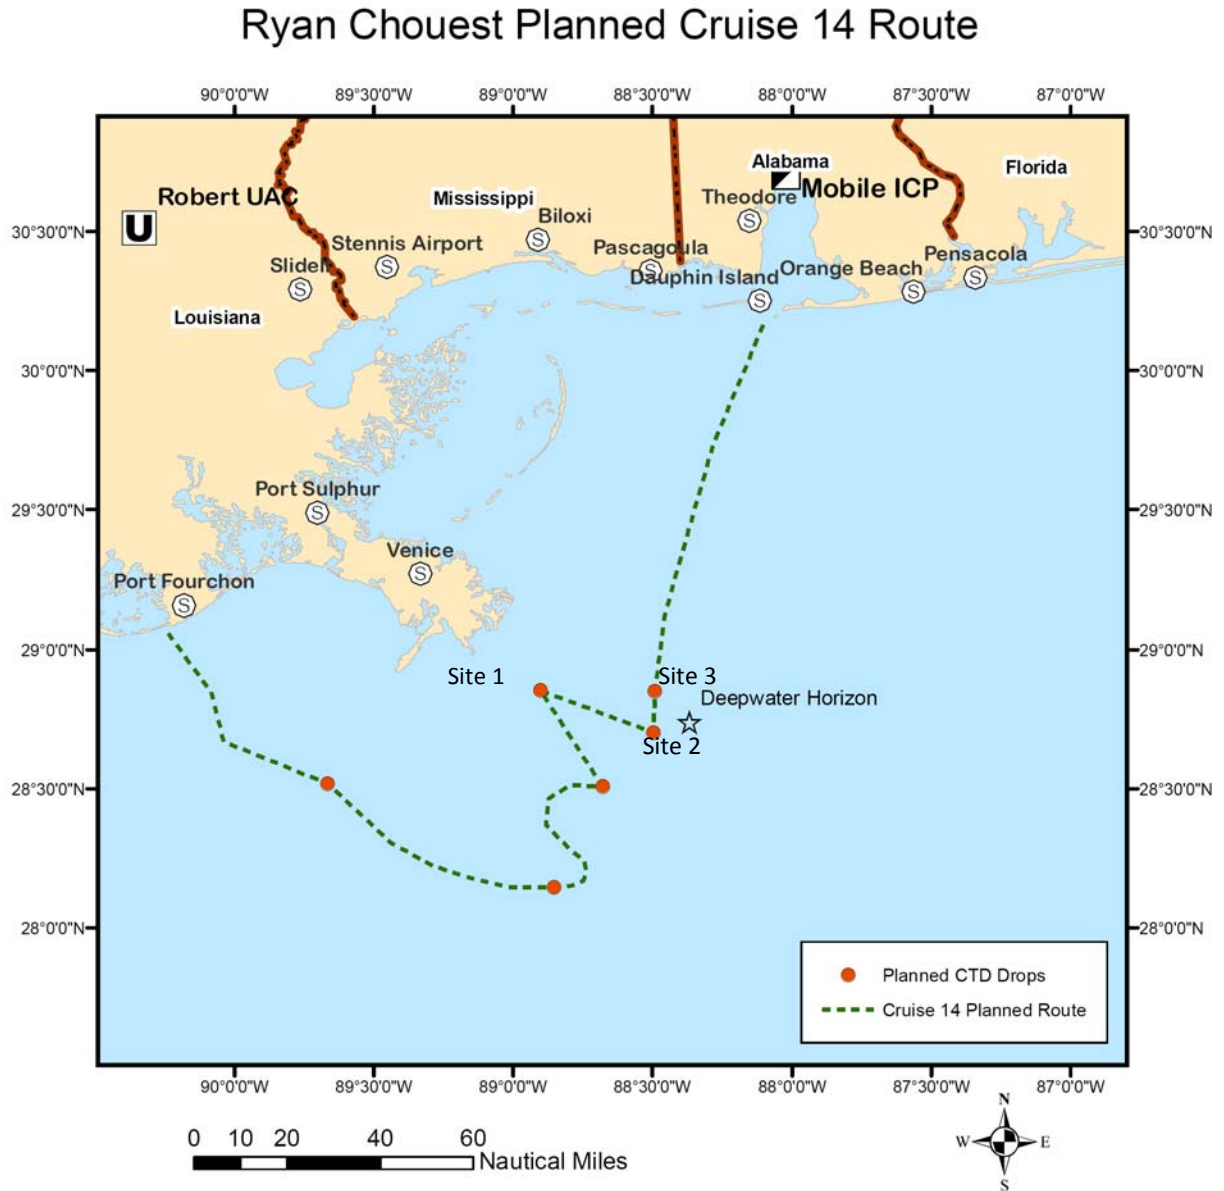 Ryan Chouest Planned Cruise 14 Route
90°0'0"W 89°30'0"W 89°0'0"W 88°30'0"W 88°0'0"W 87°30'0"W 87°0'0"W
Alabama
Florida
Robert UAC
U
Mississippi
Mobile ICP
Theodore
S
Biloxi
S
30°30'0"N
30°30'0"N
Stennis Airport
S
Pascagoula
S
Pensacola
S
Slidell
S
Dauphin Island
S
Orange Beach
S
Louisiana
30°0'0"N
30°0'0"N
Port Sulphur
S
29°30'0"N
29°30'0"N
Venice
S
Port Fourchon
S
29°0'0"N
29°0'0"N
Site 1
Site 3
Deepwater Horizon
Site 2
28°30'0"N
28°30'0"N
28°0'0"N
28°0'0"N
Planned CTD Drops
Cruise 14 Planned Route
90°0'0"W 89°30'0"W 89°0'0"W 88°30'0"W 88°0'0"W 87°30'0"W 87°0'0"W
0 10 20 40 60
Nautical Miles
N
W E
S